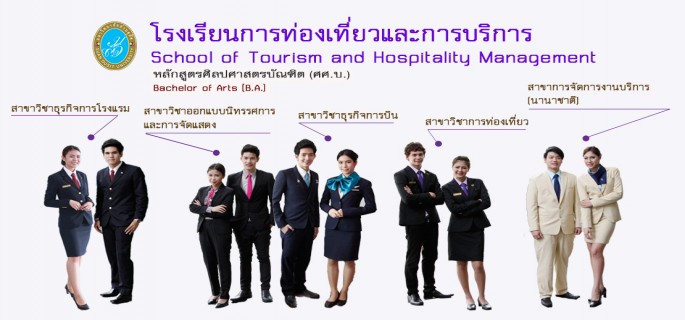 โรงเรียนการท่องเที่ยวและการบริการ
School of Tourism and Hospitality Management
หลักสูตรศิลปศาสตรบัณฑิต (ศศ.บ.)
Bachelor of Arts (B.A.)
สาขาวิชาธุรกิจการโรงแรม
สาขาวิชาออกแบบนิทรรศการ
และการจัดแสดง
สาขาวิชาธุรกิจการบิน
สาขาวิชาการท่องเที่ยว
สาขาการจัดการงานบริการ
(นานาชาติ)